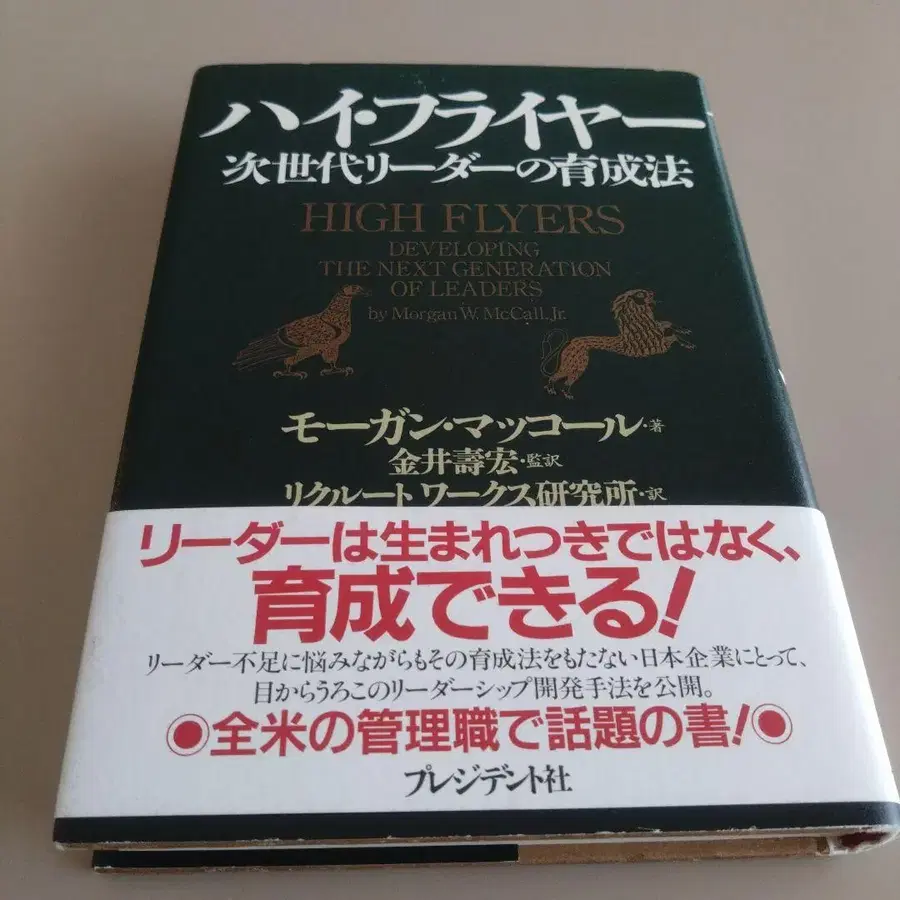 ハイ・フライヤー
次世代リーダーの育成法
HIGH FLYERS
DEVELOPING
THE NEXT GENERATION
OF LEADERS
by Morgan W. McCall, Jr.
モーガン・マッコール・著
金井壽宏・監訳
リクルートワークス研究所・訳
リーダーは生まれつきではなく、
育成できる!
リーダー不足に悩みながらもその育成法をもたない日本企業にとって、
目からうろこのリーダーシップ開発手法を公開。
◉全米の管理職で話題の書!◉
プレジデント社